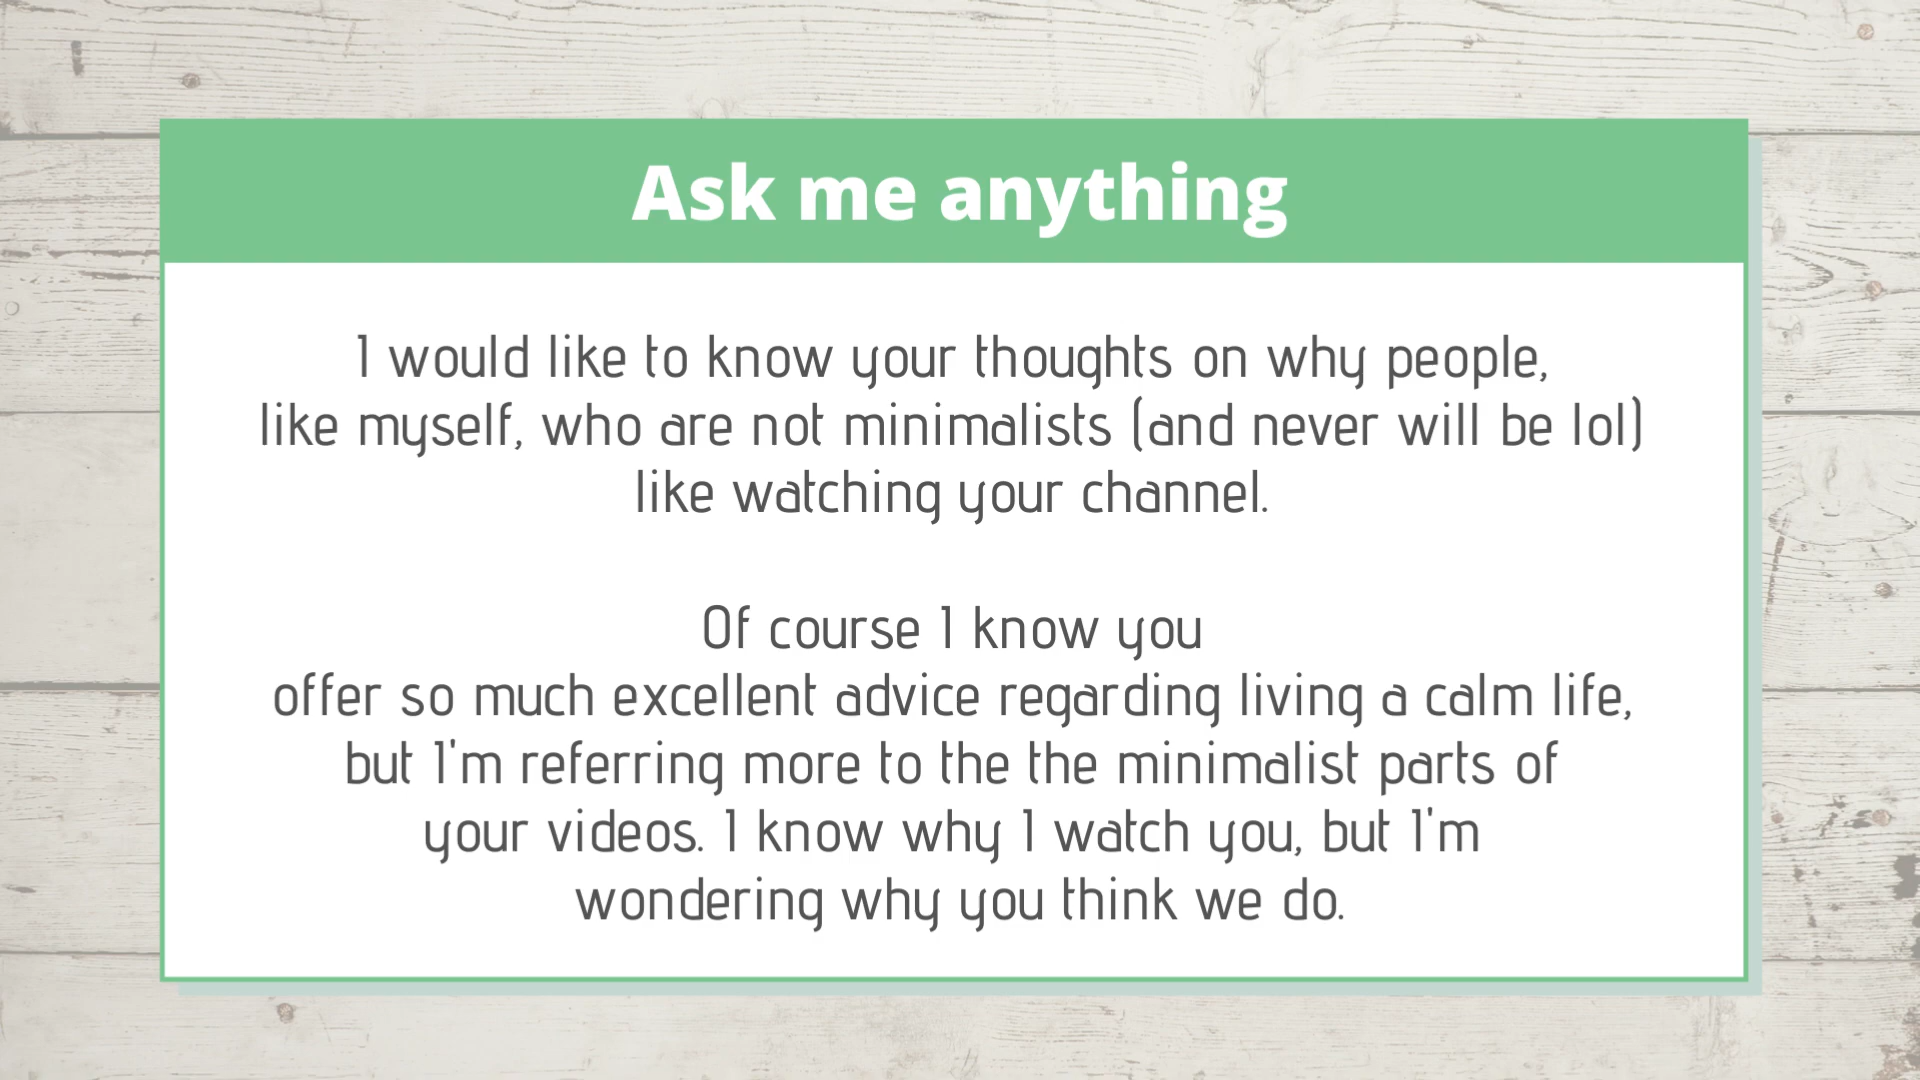 Ask me anything
I would like to know your thoughts on why people,
like myself, who are not minimalists (and never will be lol)
like watching your channel.
Of course I know you
offer so much excellent advice regarding living a calm life,
but I'm referring more to the the minimalist parts of
your videos. I know why I watch you, but I'm
wondering why you think we do.